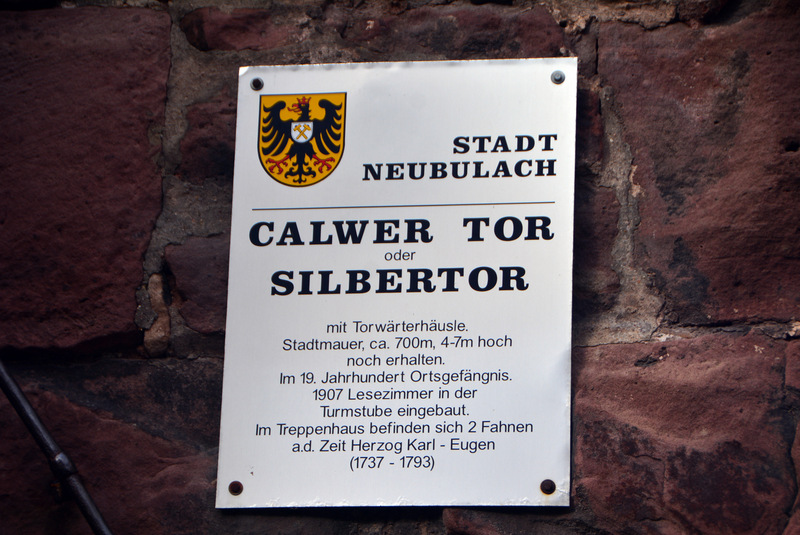 STADT
NEUBULACH
CALWER TOR
oder
SILBERTOR
mit Torwärterhäusle.
Stadtmauer, ca. 700m, 4-7m hoch
noch erhalten.
Im 19. Jahrhundert Ortsgefängnis.
1907 Lesezimmer in der
Turmstube eingebaut.
Im Treppenhaus befinden sich 2 Fahnen
a.d. Zeit Herzog Karl - Eugen
(1737 - 1793)